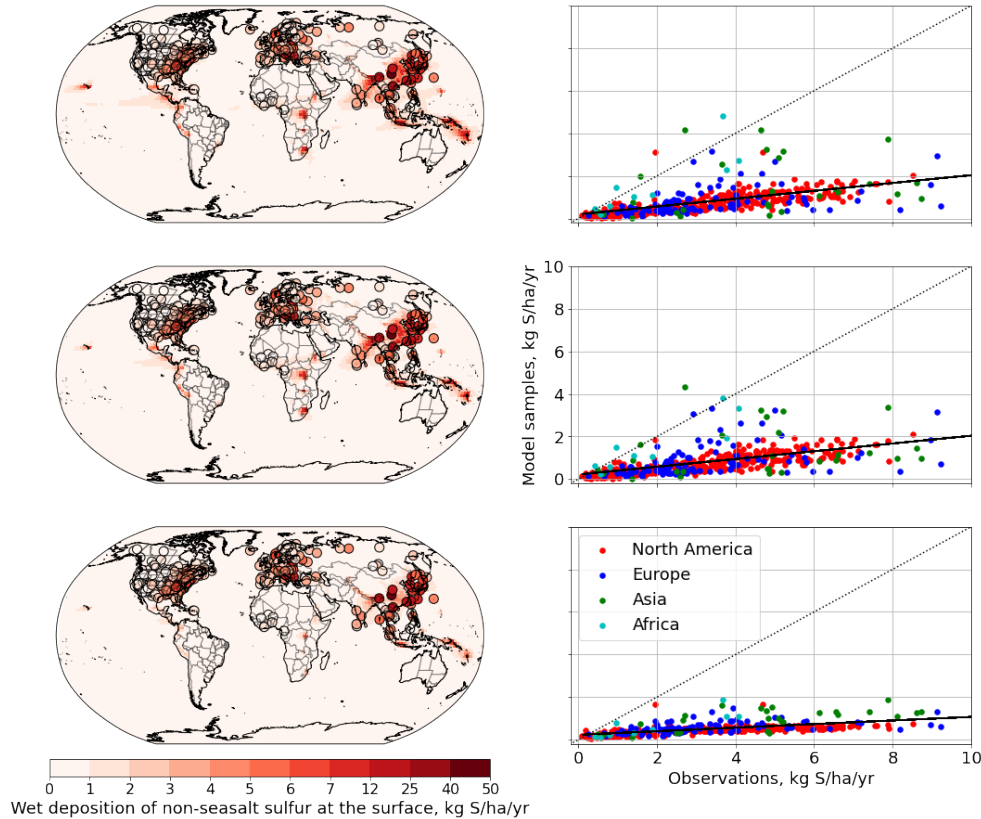 10
8
6
4
2
0
Model samples, kg S/ha/yr
North America
Europe
Asia
Africa
0 2 4 6 8 10
Observations, kg S/ha/yr
0 1 2 3 4 5 6 7 12 25 40 50
Wet deposition of non-seasalt sulfur at the surface, kg S/ha/yr